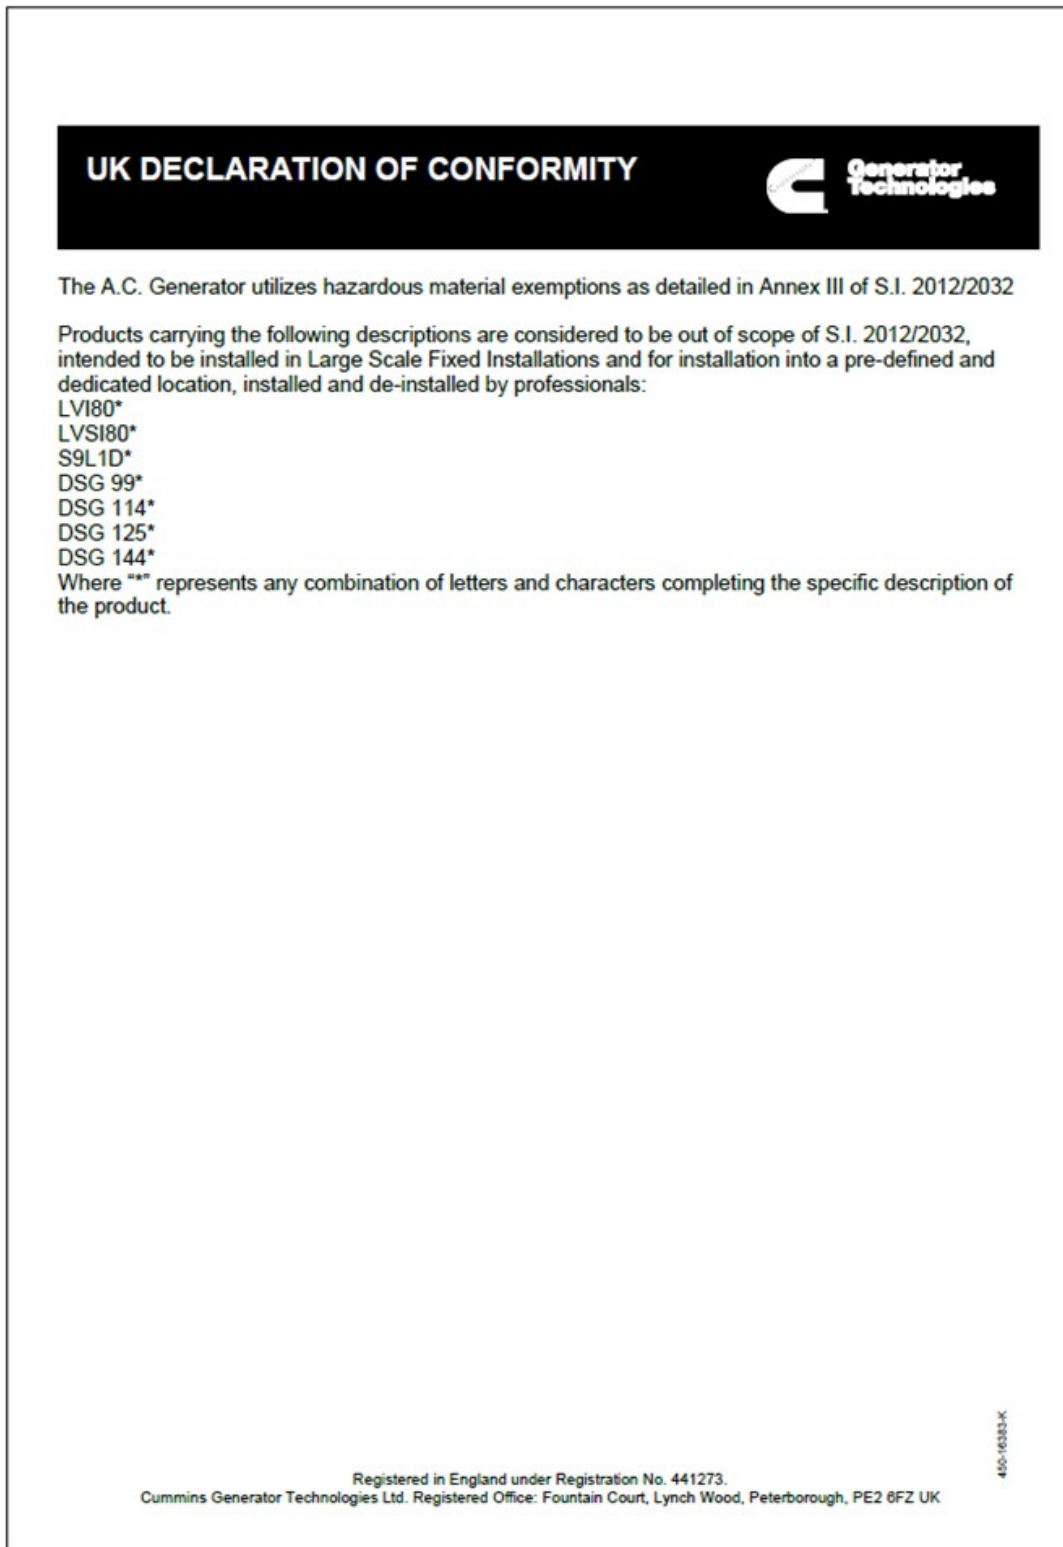 UK DECLARATION OF CONFORMITY
Generator
Technologies
The A.C. Generator utilizes hazardous material exemptions as detailed in Annex III of S.I. 2012/2032
Products carrying the following descriptions are considered to be out of scope of S.I. 2012/2032,
intended to be installed in Large Scale Fixed Installations and for installation into a pre-defined and
dedicated location, installed and de-installed by professionals:
LVI80*
LVSI80*
S9L1D*
DSG 99*
DSG 114*
DSG 125*
DSG 144*
Where “*” represents any combination of letters and characters completing the specific description of
the product.
450-16383-K
Registered in England under Registration No. 441273.
Cummins Generator Technologies Ltd. Registered Office: Fountain Court, Lynch Wood, Peterborough, PE2 6FZ UK